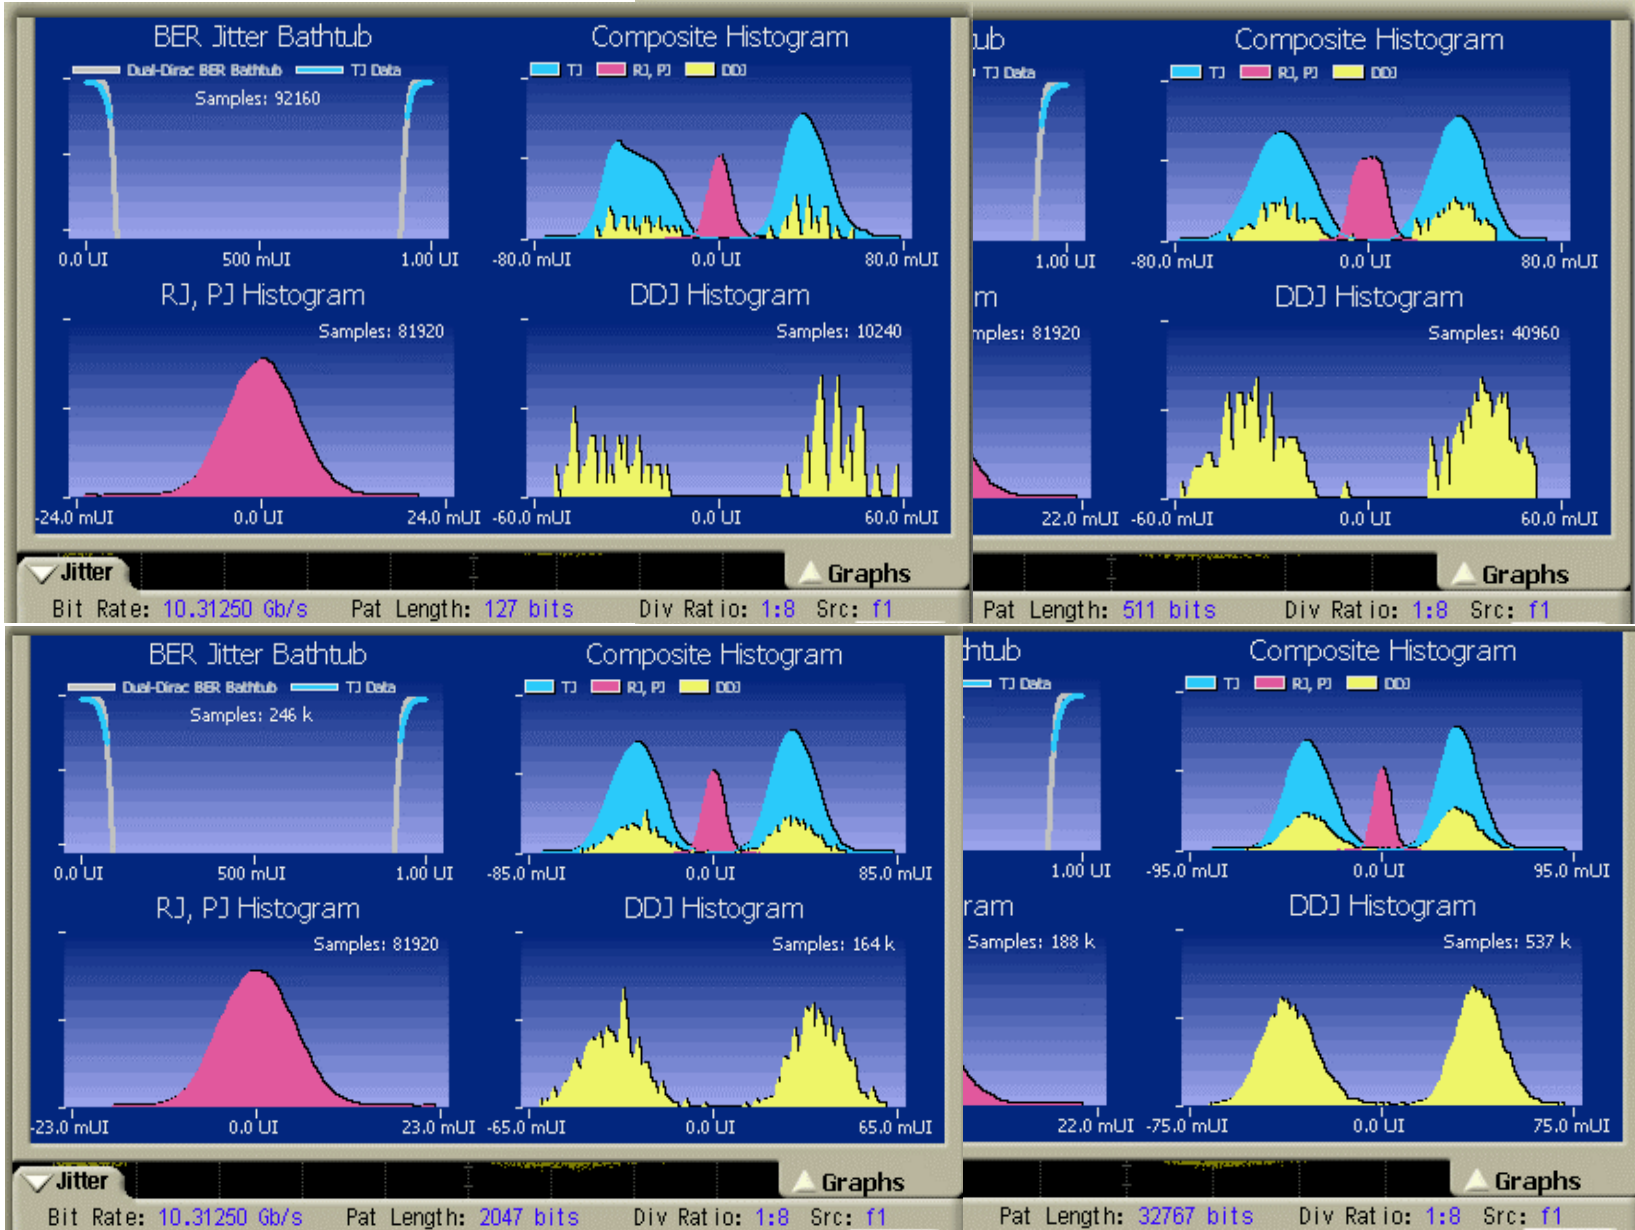 BER Jitter Bathtub
Dual-Dirac BER Bathtub TJ Data
Samples: 92160
0.0 UI 500 mUI 1.00 UI
Composite Histogram
TJ RJ, PJ DDJ
-80.0 mUI 0.0 UI 80.0 mUI
RJ, PJ Histogram
Samples: 81920
-24.0 mUI 0.0 UI 24.0 mUI
DDJ Histogram
Samples: 10240
-60.0 mUI 0.0 UI 60.0 mUI
Jitter
Graphs
Bit Rate: 10.31250 Gb/s Pat Length: 127 bits Div Ratio: 1:8 Src: f1
ub
TJ Data
1.00 UI
Composite Histogram
TJ RJ, PJ DDJ
-80.0 mUI 0.0 UI 80.0 mUI
m
mples: 81920
22.0 mUI
DDJ Histogram
Samples: 40960
-60.0 mUI 0.0 UI 60.0 mUI
Graphs
Pat Length: 511 bits Div Ratio: 1:8 Src: f1
BER Jitter Bathtub
Dual-Dirac BER Bathtub TJ Data
Samples: 246 k
0.0 UI 500 mUI 1.00 UI
Composite Histogram
TJ RJ, PJ DDJ
-85.0 mUI 0.0 UI 85.0 mUI
RJ, PJ Histogram
Samples: 81920
-23.0 mUI 0.0 UI 23.0 mUI
DDJ Histogram
Samples: 164 k
-65.0 mUI 0.0 UI 65.0 mUI
Jitter
Graphs
Bit Rate: 10.31250 Gb/s Pat Length: 2047 bits Div Ratio: 1:8 Src: f1
htub
TJ Data
1.00 UI
Composite Histogram
TJ RJ, PJ DDJ
-95.0 mUI 0.0 UI 95.0 mUI
ram
Samples: 188 k
22.0 mUI
DDJ Histogram
Samples: 537 k
-75.0 mUI 0.0 UI 75.0 mUI
Graphs
Pat Length: 32767 bits Div Ratio: 1:8 Src: f1